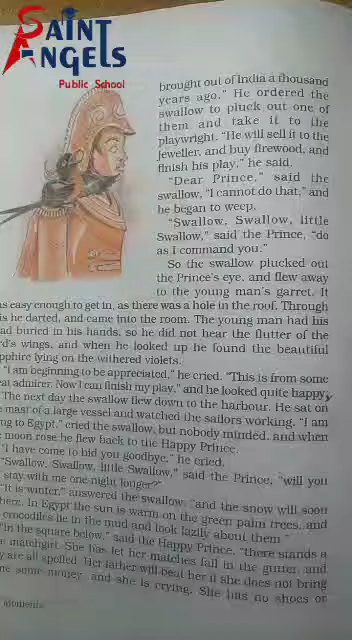 SAINT
ANGELS
Public School
brought out of India a thousand
years ago." He ordered the
swallow to pluck out one of
them and take it to the
playwright. "He will sell it to the
jeweller, and buy firewood, and
finish his play," he said.
"Dear Prince," said the
swallow, "I cannot do that," and
he began to weep.
"Swallow, Swallow, little
Swallow," said the Prince, "do
as I command you."
So the swallow plucked out
the Prince's eye, and flew away
to the young man's garret. It
as easy enough to get in, as there was a hole in the roof. Through
is he darted, and came into the room. The young man had his
ad buried in his hands, so he did not hear the flutter of the
rd's wings, and when he looked up he found the beautiful
pphire lying on the withered violets.
"I am beginning to be appreciated," he cried. "This is from some
eat admirer. Now I can finish my play," and he looked quite happy.
The next day the swallow flew down to the harbour. He sat on
e mast of a large vessel and watched the sailors working. "I am
ng to Egypt," cried the swallow, but nobody minded, and when
e moon rose he flew back to the Happy Prince.
"I have come to bid you goodbye," he cried.
"Swallow, Swallow, little Swallow," said the Prince, "will you
stay with me one night longer?"
"It is winter," answered the swallow, "and the snow will soon
here. In Egypt the sun is warm on the green palm trees, and
crocodiles lie in the mud and look lazily about them."
"In the square below," said the Happy Prince, "there stands a
e matchgirl. She has let her matches fall in the gutter, and
y are all spoiled. Her father will beat her if she does not bring
me some money, and she is crying. She has no shoes or
Moments